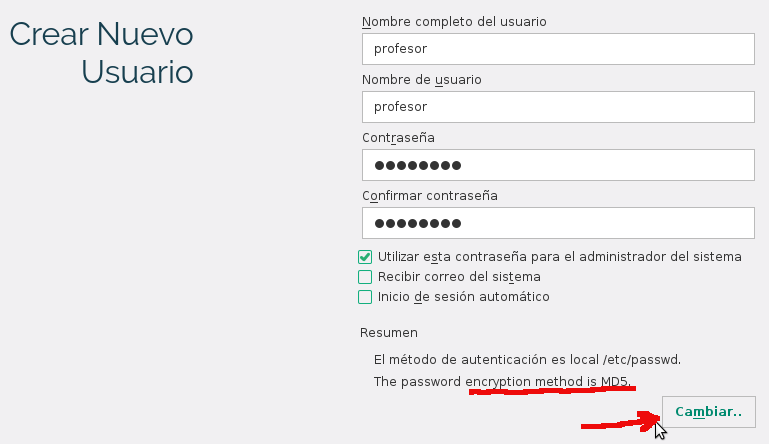 Crear Nuevo
Usuario
Nombre completo del usuario
profesor
Nombre de usuario
profesor
Contraseña
●●●●●●●●
Confirmar contraseña
●●●●●●●●
Utilizar esta contraseña para el administrador del sistema
Recibir correo del sistema
Inicio de sesión automático
Resumen
El método de autenticación es local /etc/passwd.
The password encryption method is MD5.
Cambiar..